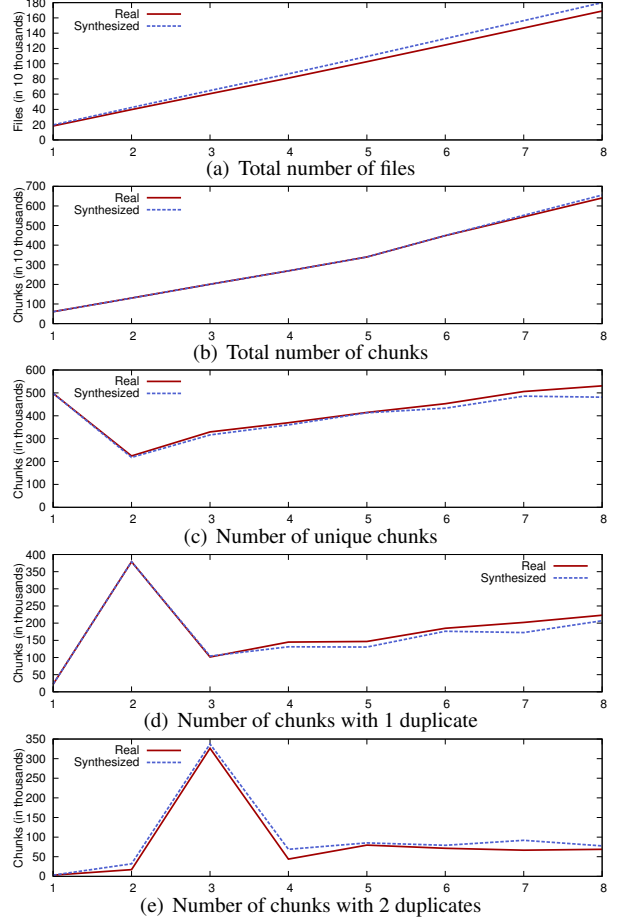 180
160
140
120
100
80
60
40
20
Files (in 10 thousands)
Real
Synthesized
1 2 3 4 5 6 7 8
(a) Total number of files
700
600
500
400
300
200
100
0
Chunks (in 10 thousands)
Real
Synthesized
1 2 3 4 5 6 7 8
(b) Total number of chunks
600
500
400
300
200
100
0
Chunks (in thousands)
Real
Synthesized
1 2 3 4 5 6 7 8
(c) Number of unique chunks
400
350
300
250
200
150
100
50
0
Chunks (in thousands)
Real
Synthesized
1 2 3 4 5 6 7 8
(d) Number of chunks with 1 duplicate
350
300
250
200
150
100
50
0
Chunks (in thousands)
Real
Synthesized
1 2 3 4 5 6 7 8
(e) Number of chunks with 2 duplicates